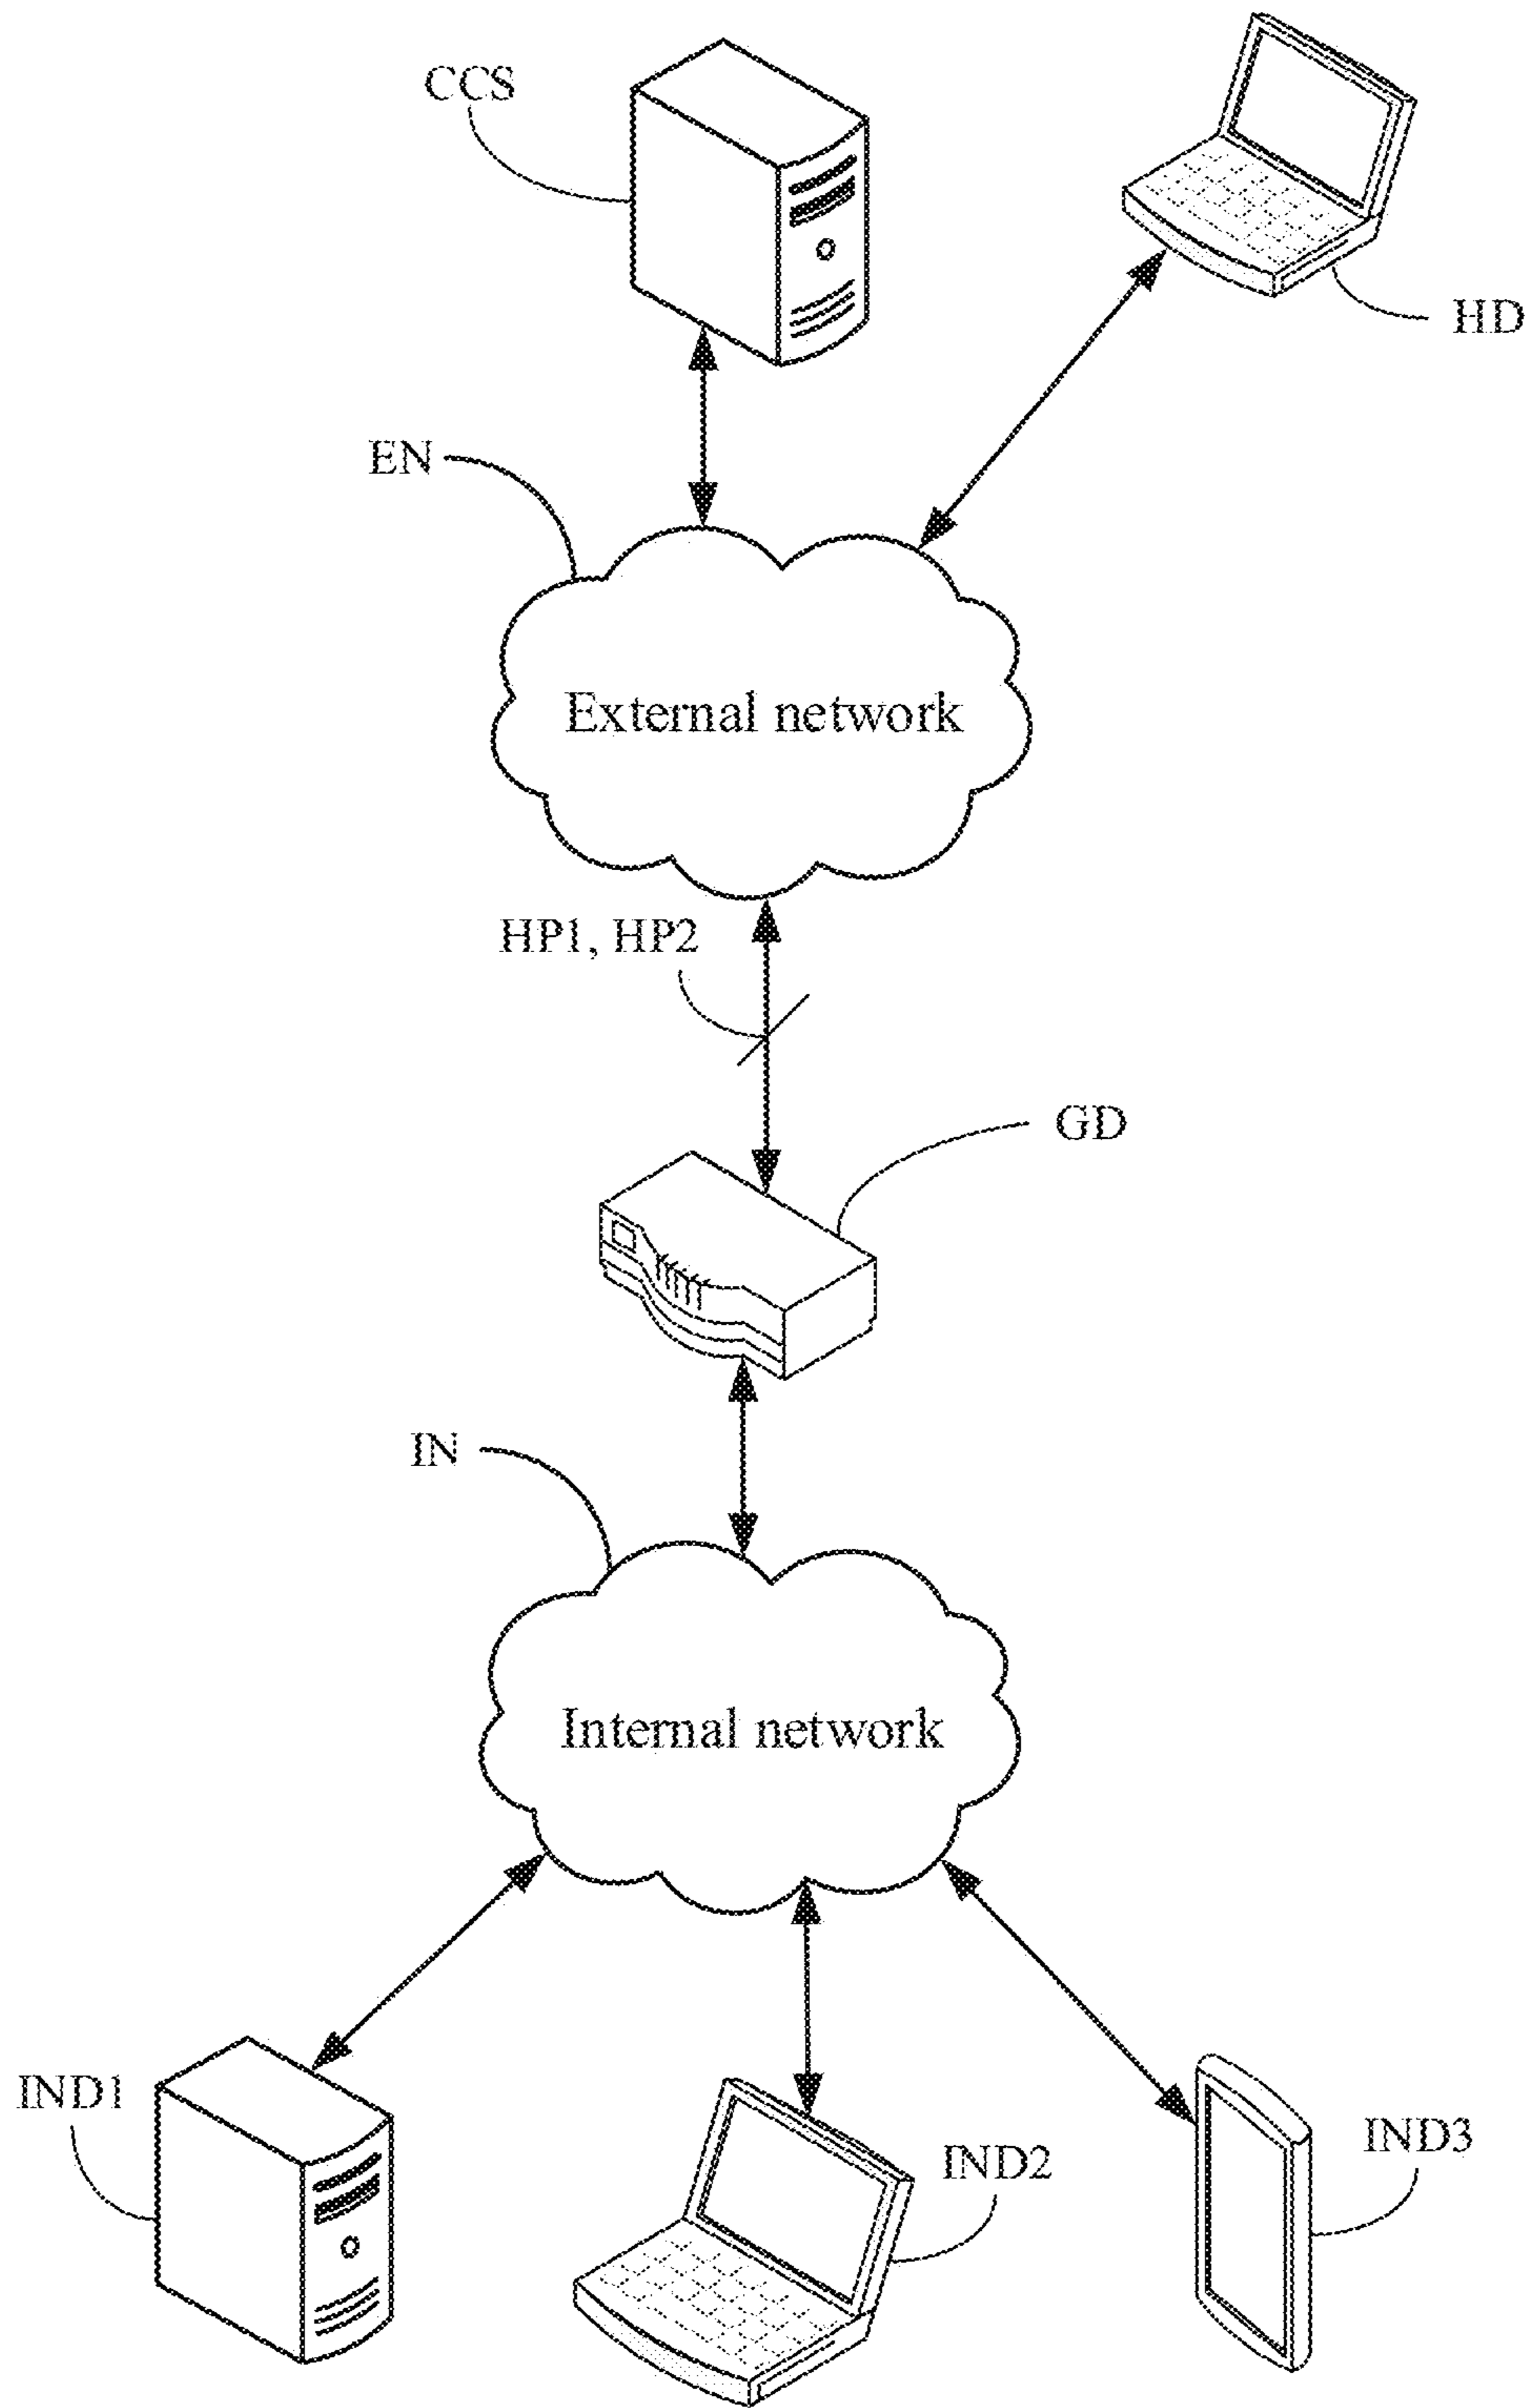 CCS
HD
EN
External network
HP1, HP2
GD
IN
Internal network
IND1
IND2
IND3